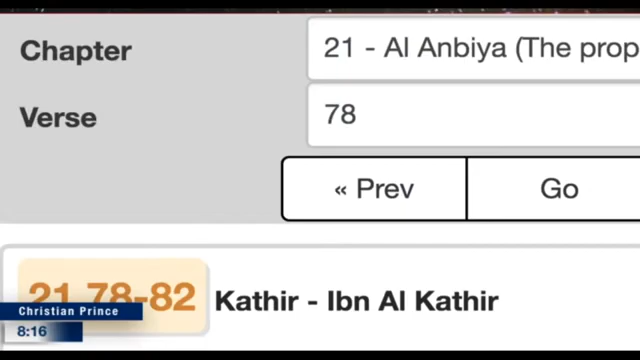 Chapter
21 - Al Anbiya (The prop
Verse
78
« Prev
Go
21 78-82 Kathir - Ibn Al Kathir
Christian Prince
8:16